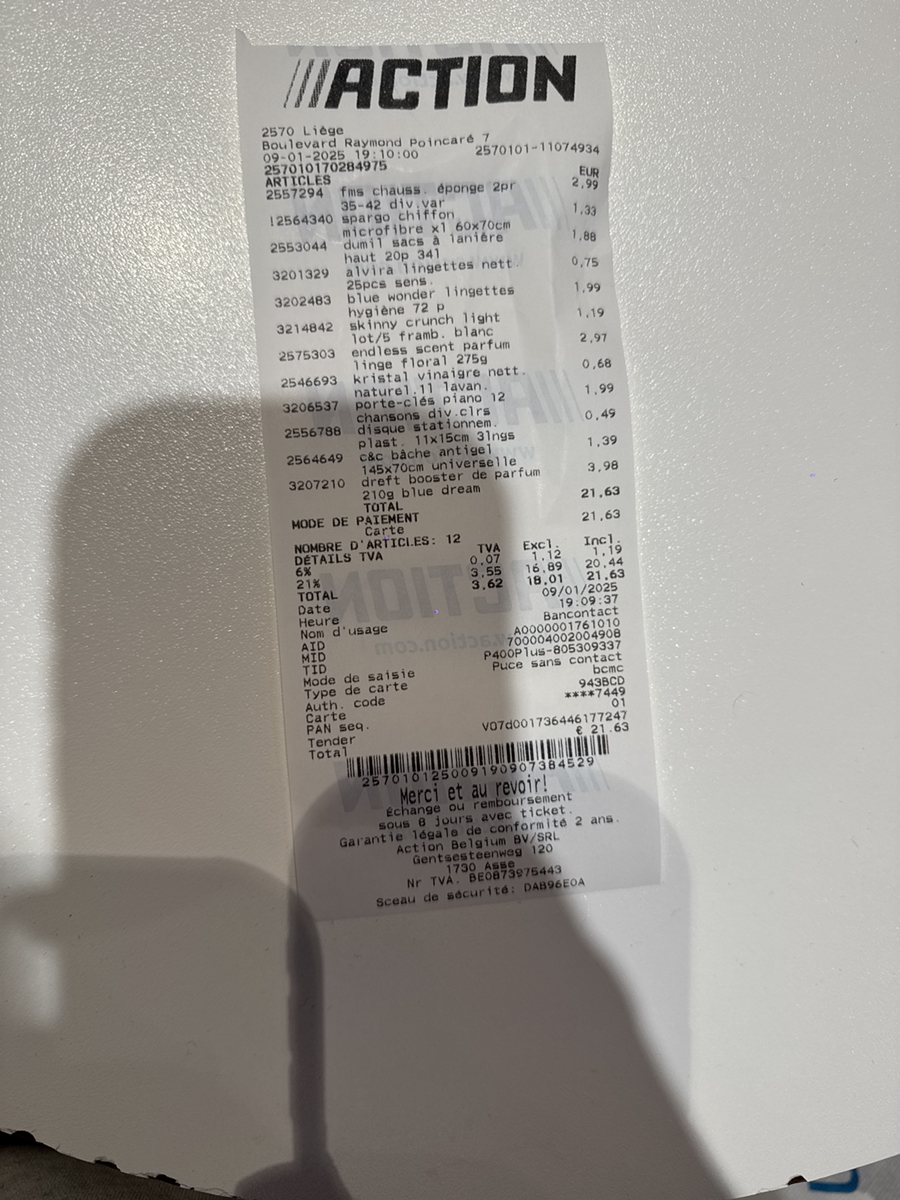 ACTION
2570 Liège
Boulevard Raymond Poincaré 7
09-01-2025 19:10:00 2570101-11074934
257010170284975
ARTICLES EUR
2557294 fms chauss. éponge 2pr 2,99
35-42 div.var
12564340 spargo chiffon 1,33
microfibre x1 60x70cm
2553044 dumil sacs à lanière 1,88
haut 20p 34l
3201329 alvira lingettes nett. 0,75
25pcs sens.
3202483 blue wonder lingettes 1,99
hygiène 72 p
3214842 skinny crunch light 1,19
lot/5 framb. blanc
2575303 endless scent parfum 2,97
linge floral 275g
2546693 kristal vinaigre nett. 0,68
naturel.1l lavan.
3206537 porte-clés piano 12 1,99
chansons div.clrs
2556788 disque stationnem. 0,49
plast. 11x15cm 3lngs
2564649 c&c bâche antigel 1,39
145x70cm universelle
3207210 dreft booster de parfum 3,98
210g blue dream
TOTAL 21,63
MODE DE PAIEMENT
Carte 21,63
NOMBRE D'ARTICLES: 12
DÉTAILS TVA TVA Excl. Incl.
6% 0,07 1,12 1,19
21% 3,55 16,89 20,44
TOTAL 3,62 18,01 21,63
Date 09/01/2025
Heure 19:09:37
Nom d'usage Bancontact
AID A0000001761010
MID 700004002004908
TID P400Plus-805309337
Mode de saisie Puce sans contact
Type de carte bcmc
Auth. code 943BCD
Carte ****7449
PAN seq. 01
Tender V07d001736446177247
Total € 21.63
2570101250091909073 84529
Merci et au revoir!
Échange ou remboursement
sous 8 jours avec ticket.
Garantie légale de conformité 2 ans.
Action Belgium BV/SRL
Gentsesteenweg 120
1730 Asse
Nr TVA. BE0873975443
Sceau de sécurité: DAB96E0A